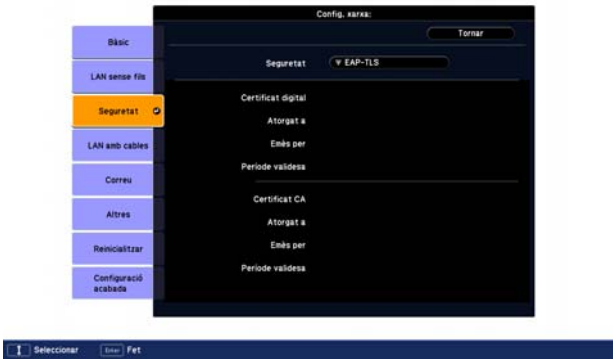 Config. xarxa:
Tornar
Bàsic
LAN sense fils
Seguretat
LAN amb cables
Correu
Altres
Reinicialitzar
Configuració
acabada
Seguretat
EAP-TLS
Certificat digital
Atorgat a
Emès per
Període validesa
Certificat CA
Atorgat a
Emès per
Període validesa
Seleccionar
Enter Fet